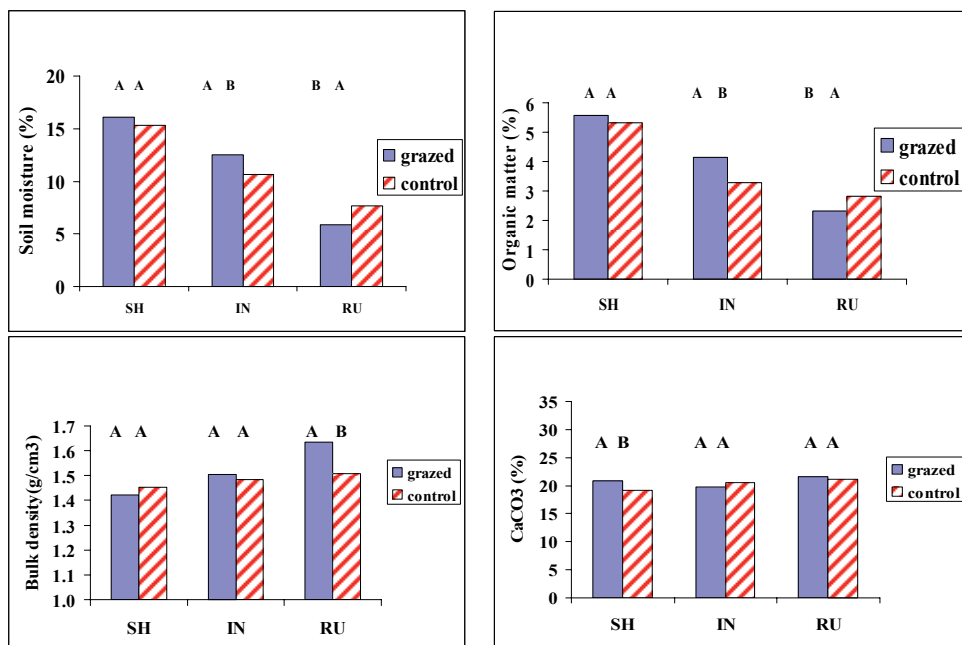 Soil moisture (%)
20
15
10
5
0
A A A B B A
grazed
control
SH IN RU
Organic matter (%)
6
5
4
3
2
1
0
A A A B B A
grazed
control
SH IN RU
Bulk density(g/cm3)
1.7
1.6
1.5
1.4
1.3
1.2
1.1
1.0
A A A A A B
grazed
control
SH IN RU
CaCO3 (%)
35
30
25
20
15
10
5
0
A B A A A A
grazed
control
SH IN RU